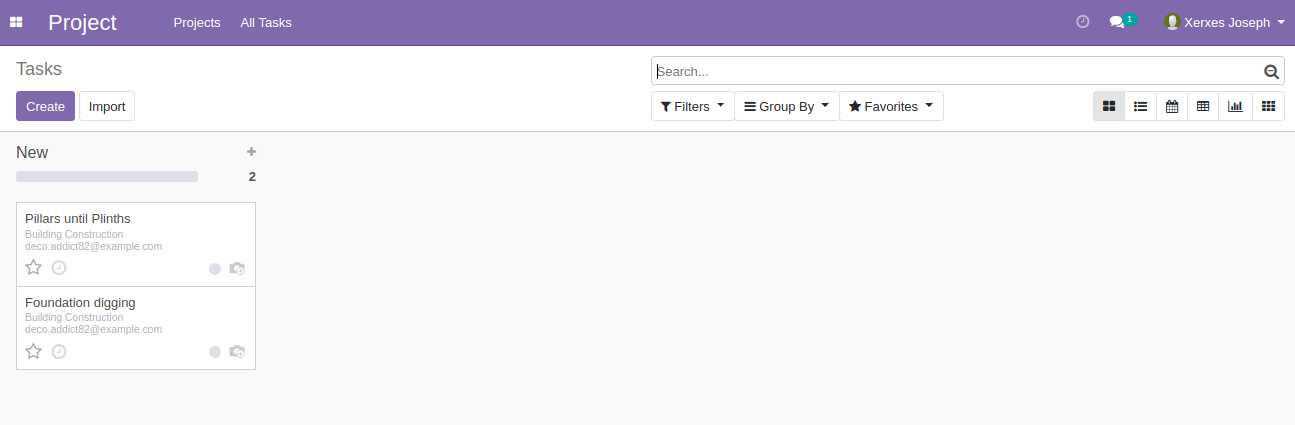 Project Projects All Tasks 1 Xerxes Joseph
Tasks
Search...
Create Import Filters Group By Favorites
New
2
Pillars until Plinths
Building Construction
deco.addict82@example.com
Foundation digging
Building Construction
deco.addict82@example.com